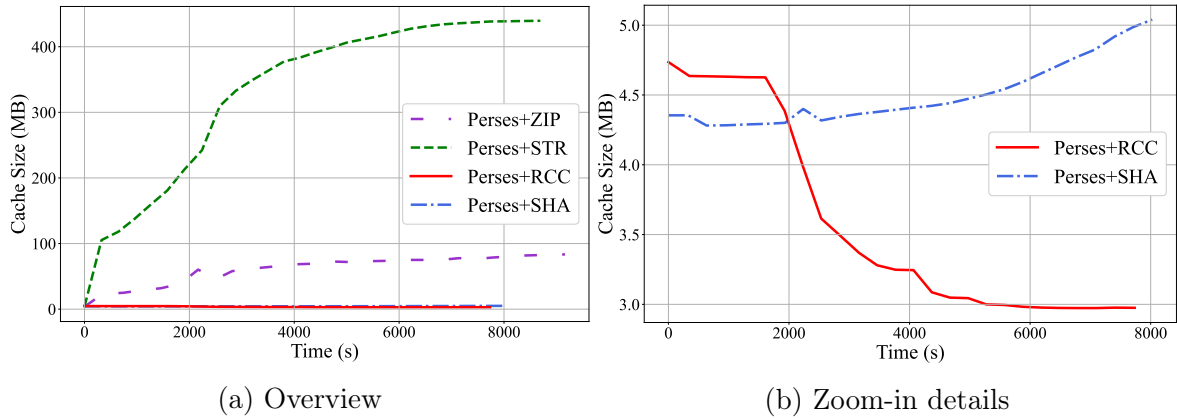 400
300
200
100
0
Cache Size (MB)
Perses+ZIP
Perses+STR
Perses+RCC
Perses+SHA
0 2000 4000 6000 8000
Time (s)
(a) Overview
5.0
4.5
4.0
3.5
3.0
Cache Size (MB)
Perses+RCC
Perses+SHA
0 2000 4000 6000 8000
Time (s)
(b) Zoom-in details